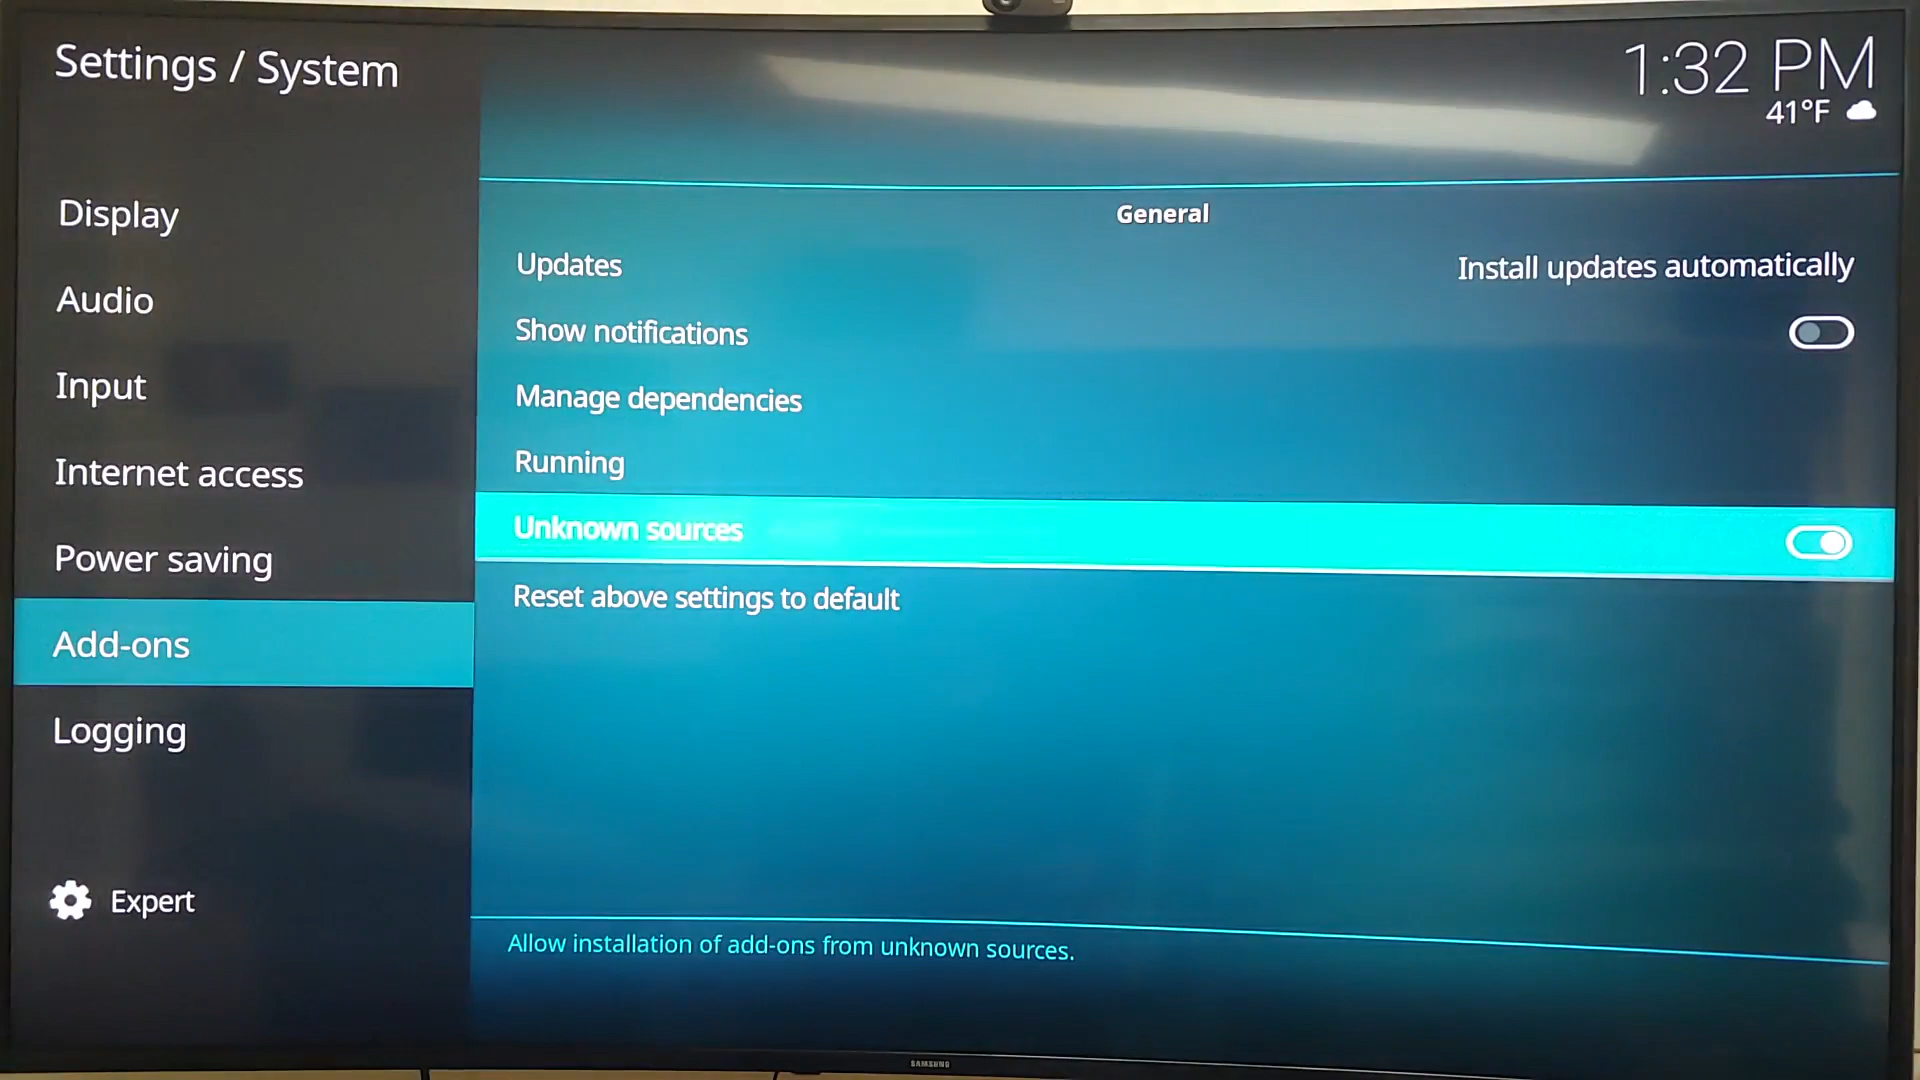 Settings / System
1:32 PM
41°F
Display
Audio
Input
Internet access
Power saving
Add-ons
Logging
Expert
General
Updates Install updates automatically
Show notifications
Manage dependencies
Running
Unknown sources
Reset above settings to default
Allow installation of add-ons from unknown sources.
SAMSUNG